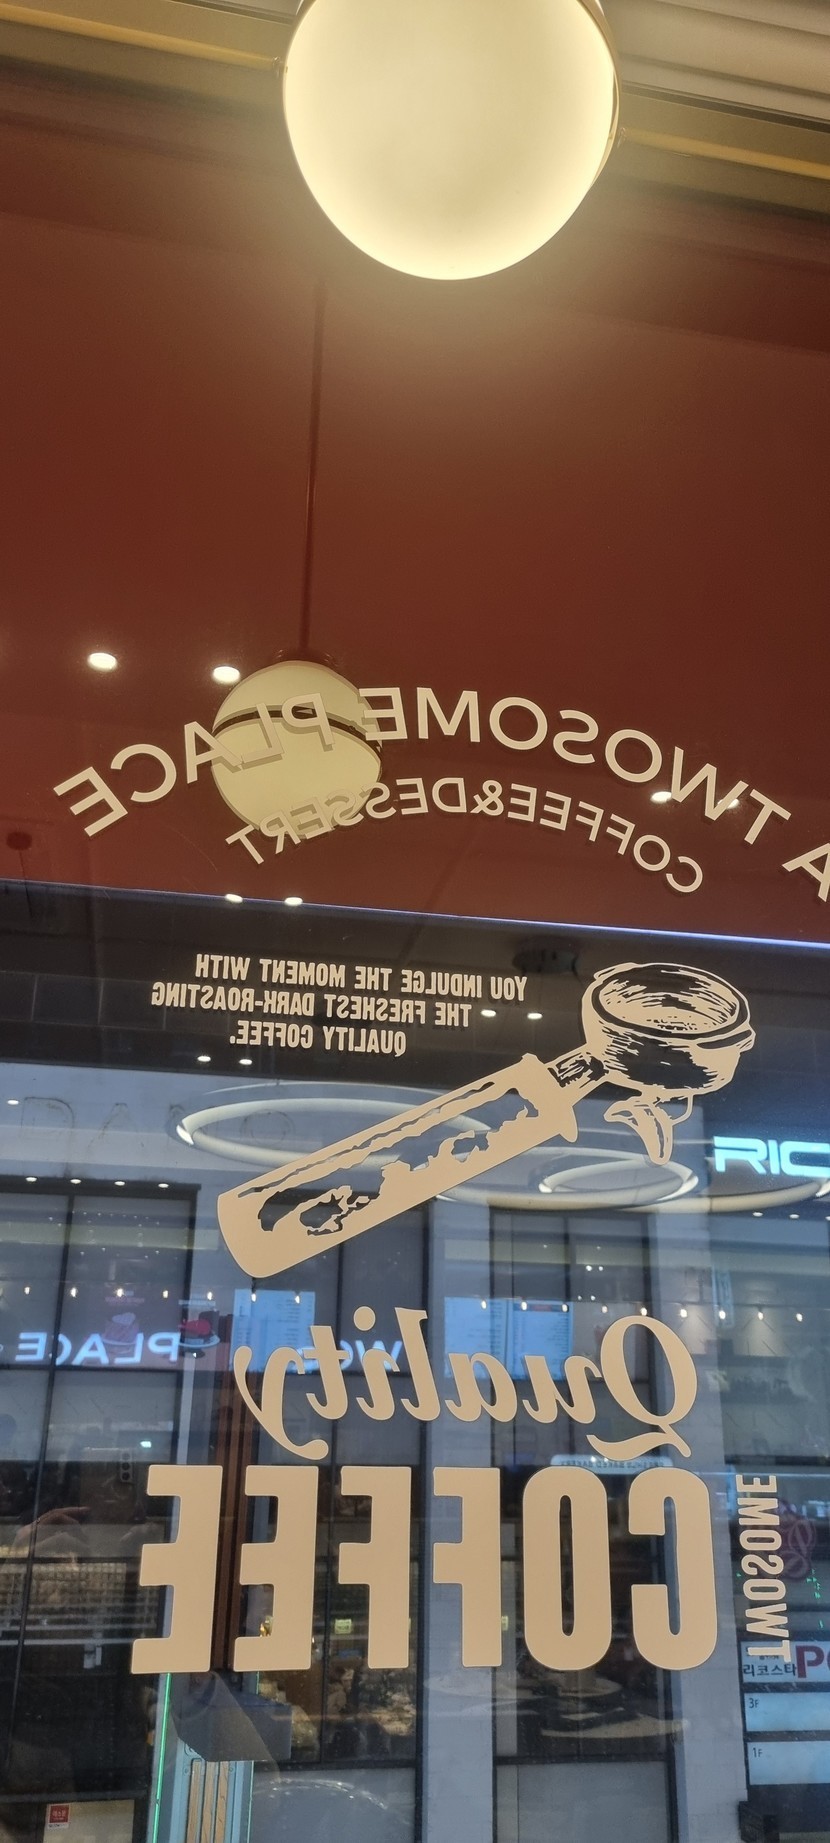 A TWOSOME PLACE
COFFEE&DESSERT
YOU INDULGE THE MOMENT WITH
THE FRESHEST DARK-ROASTING
QUALITY COFFEE.
RIC
PLACE
Quality
COFFEE
TWOSOME
리코스타
3F
1F